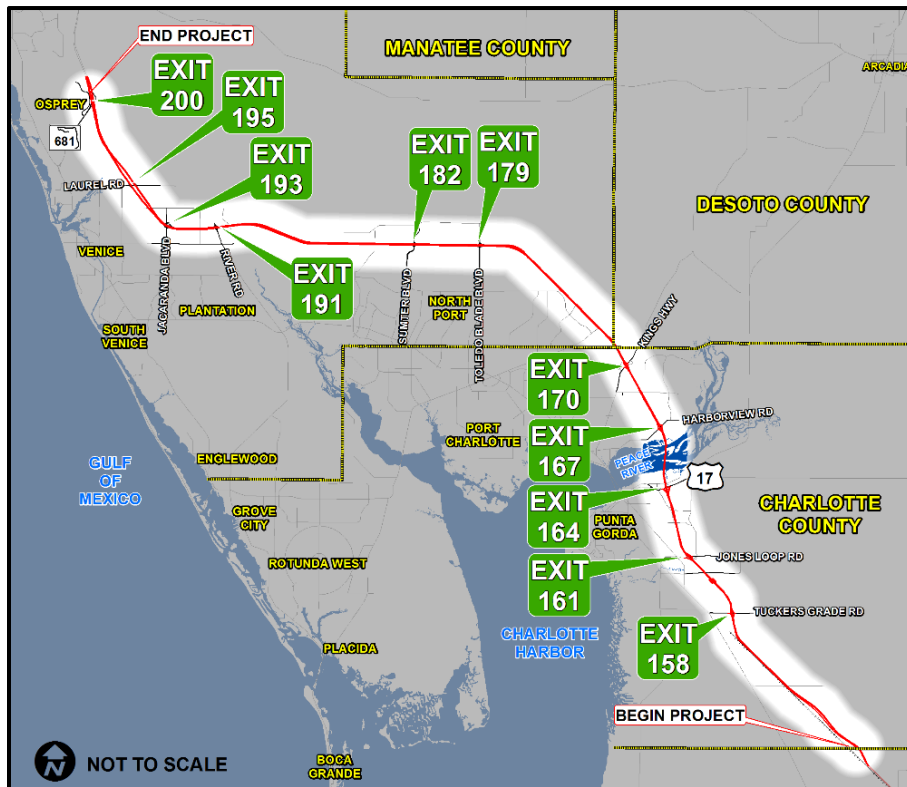 END PROJECT
MANATEE COUNTY
ARCADIA
EXIT
200
EXIT
195
OSPREY
681
EXIT
193
EXIT
182
EXIT
179
LAUREL RD
DESOTO COUNTY
VENICE
JACARANDA BLVD
RIVER RD
EXIT
191
PLANTATION
SUMTER BLVD
NORTH
PORT
TOLEDO BLADE BLVD
SOUTH
VENICE
KINGS HWY
EXIT
170
PORT
CHARLOTTE
HARBORVIEW RD
EXIT
167
PEACE
RIVER
17
ENGLEWOOD
GULF
OF
MEXICO
EXIT
164
CHARLOTTE
COUNTY
GROVE
CITY
PUNTA
GORDA
ROTUNDA WEST
JONES LOOP RD
EXIT
161
TUCKERS GRADE RD
CHARLOTTE
HARBOR
EXIT
158
PLACIDA
BEGIN PROJECT
BOCA
GRANDE
N
NOT TO SCALE